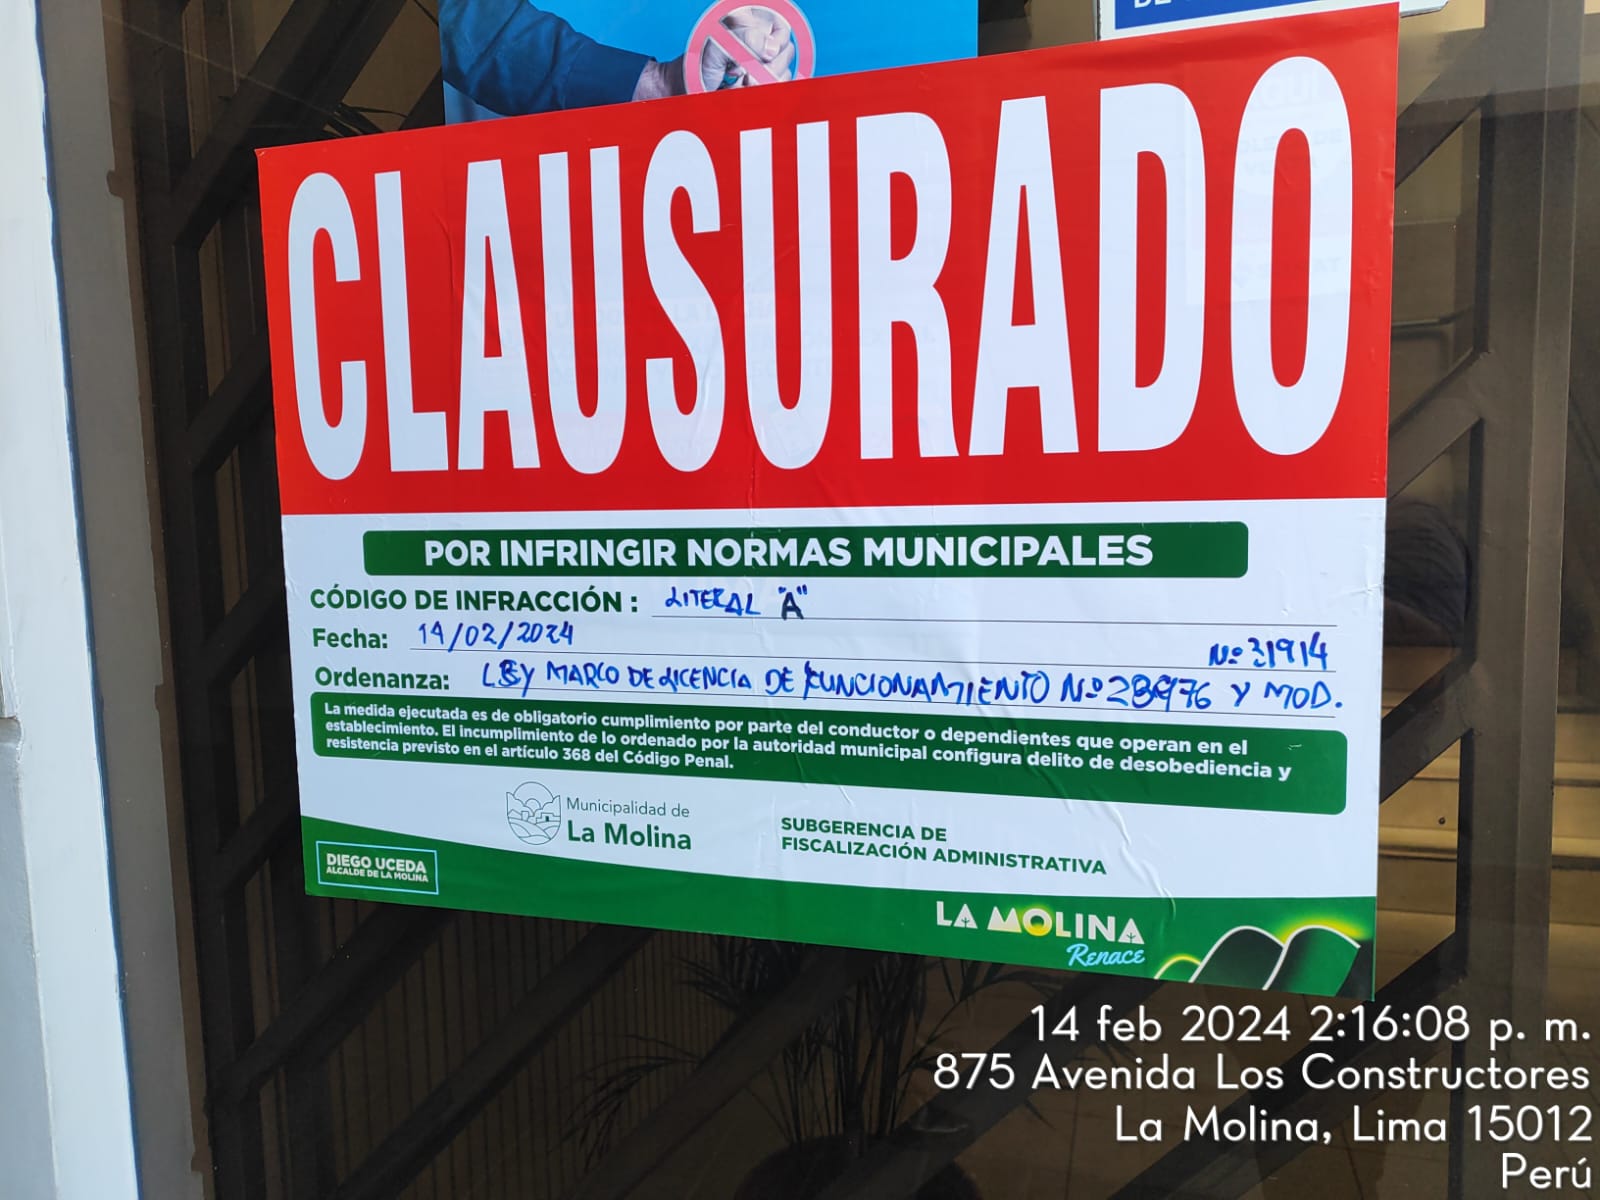 CLAUSURADO
POR INFRINGIR NORMAS MUNICIPALES
CÓDIGO DE INFRACCIÓN : LITERAL "A"
Fecha: 14/02/2024
Nº 31914
Ordenanza: LEY MARCO DE LICENCIA DE FUNCIONAMIENTO Nº 28976 Y MOD.
La medida ejecutada es de obligatorio cumplimiento por parte del conductor o dependientes que operan en el
establecimiento. El incumplimiento de lo ordenado por la autoridad municipal configura delito de desobediencia y
resistencia previsto en el artículo 368 del Código Penal.
Municipalidad de
La Molina
SUBGERENCIA DE
FISCALIZACIÓN ADMINISTRATIVA
DIEGO UCEDA
ALCALDE DE LA MOLINA
LA MOLINA
Renace
14 feb 2024 2:16:08 p. m.
875 Avenida Los Constructores
La Molina, Lima 15012
Perú